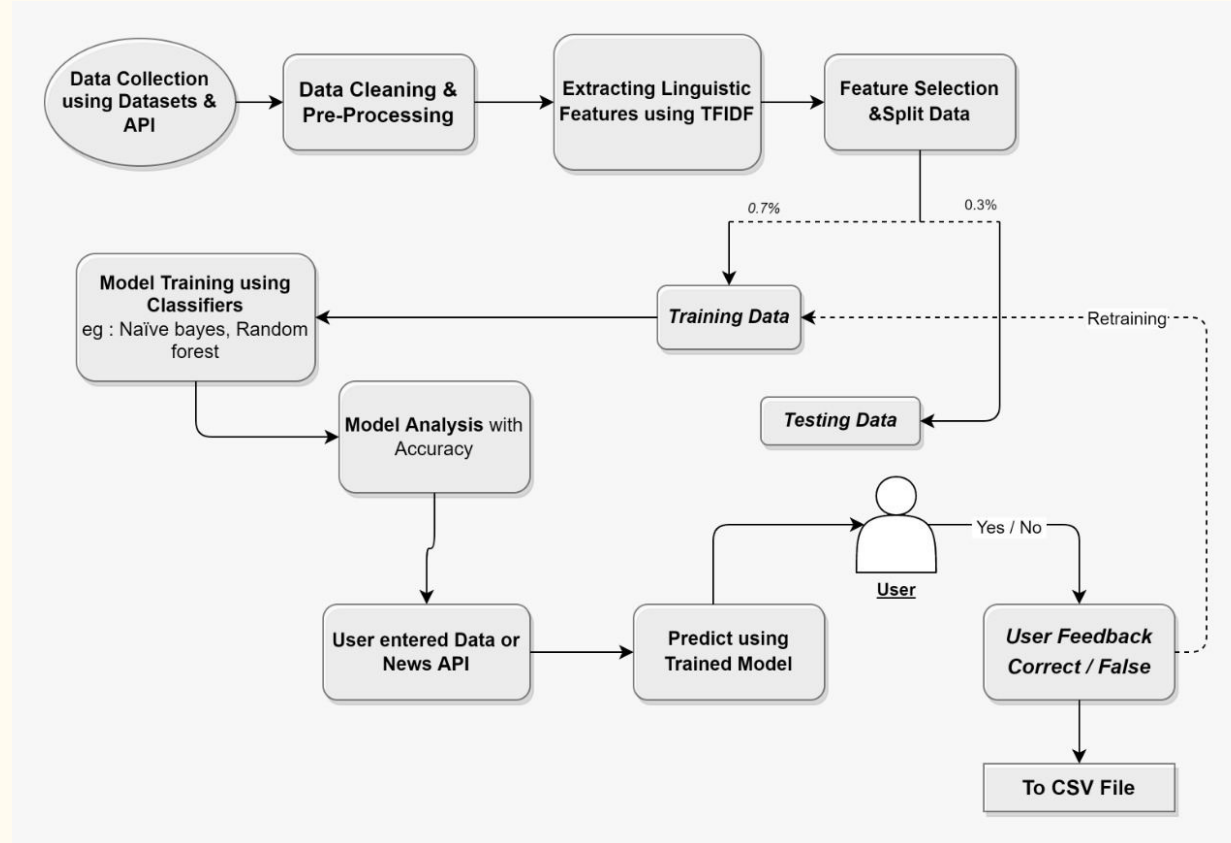 Data Collection
using Datasets &
API
Data Cleaning &
Pre-Processing
Extracting Linguistic
Features using TFIDF
Feature Selection
&Split Data
0.7%
0.3%
Model Training using
Classifiers
eg : Naïve bayes, Random
forest
Training Data
Retraining
Model Analysis with
Accuracy
Testing Data
Yes / No
User
User entered Data or
News API
Predict using
Trained Model
User Feedback
Correct / False
To CSV File